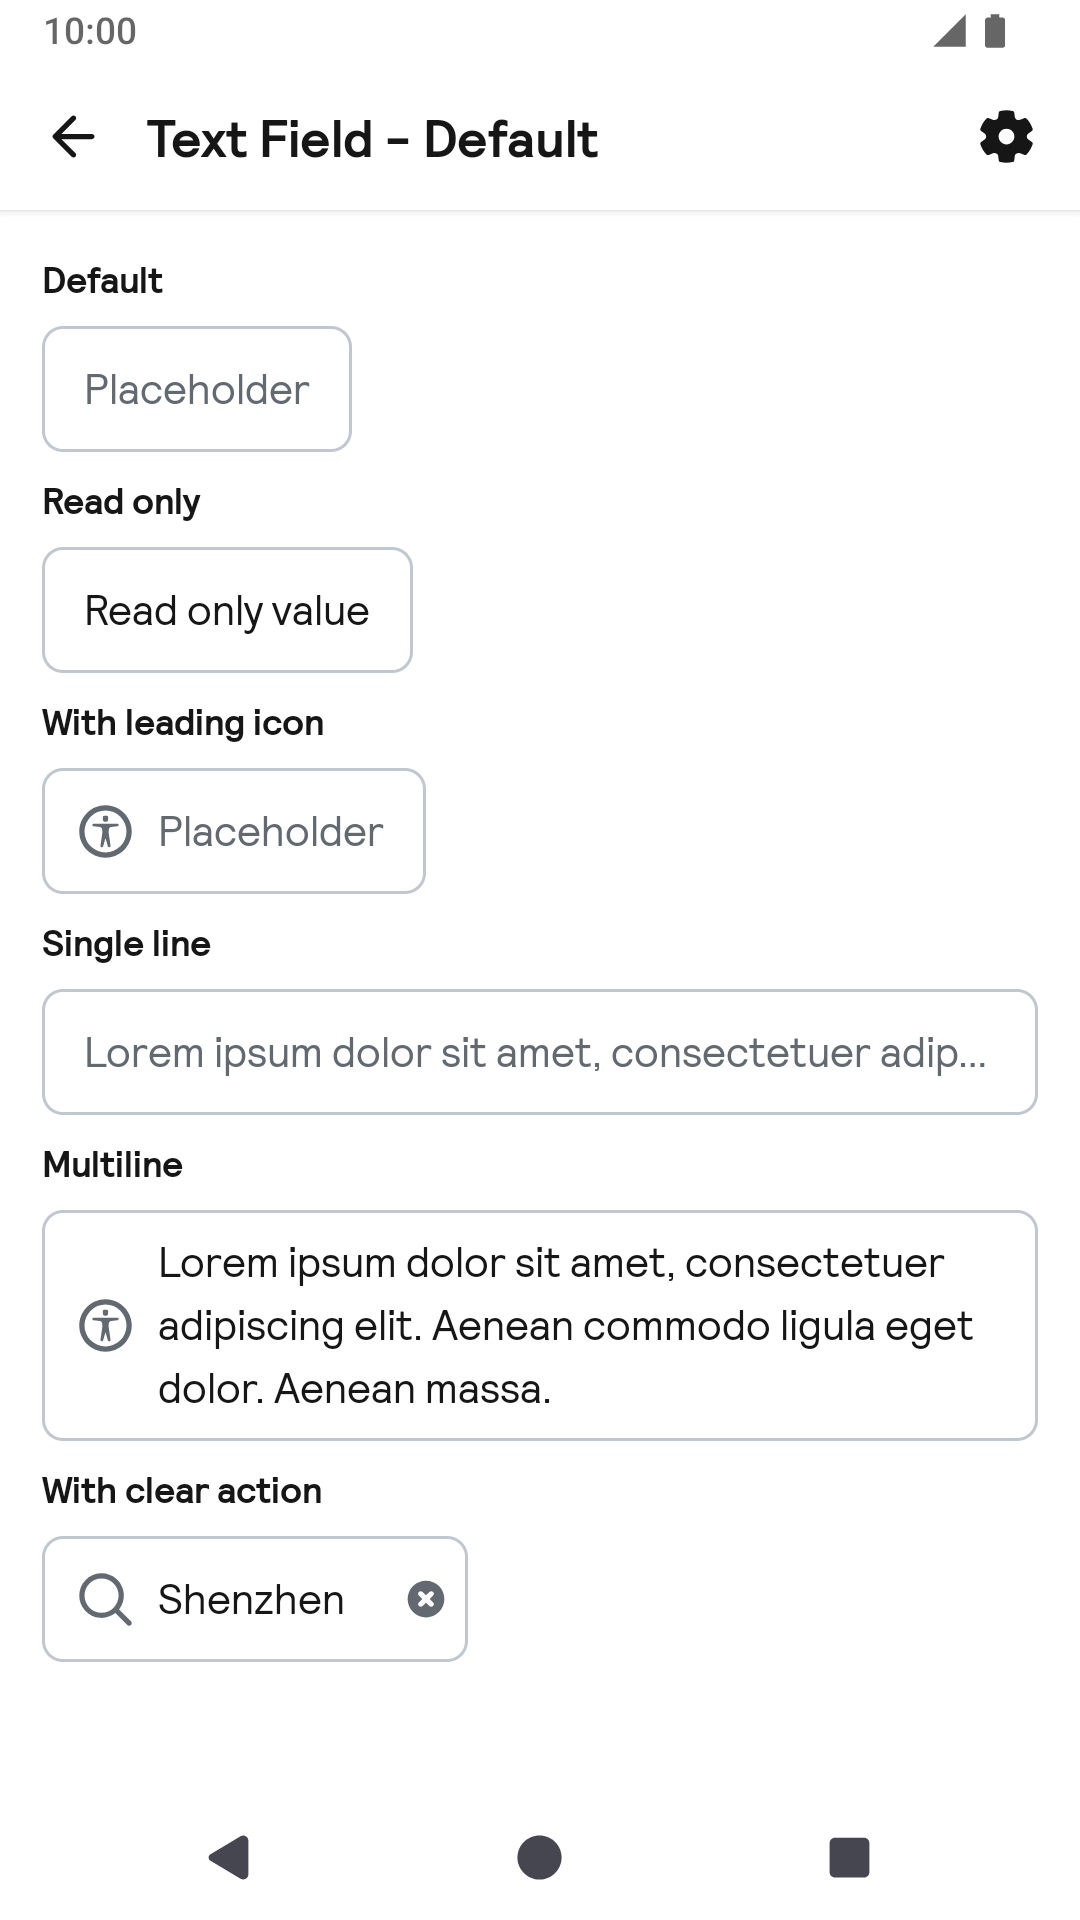 10:00
Text Field - Default
Default
Placeholder
Read only
Read only value
With leading icon
Placeholder
Single line
Lorem ipsum dolor sit amet, consectetuer adip...
Multiline
Lorem ipsum dolor sit amet, consectetuer
adipiscing elit. Aenean commodo ligula eget
dolor. Aenean massa.
With clear action
Shenzhen